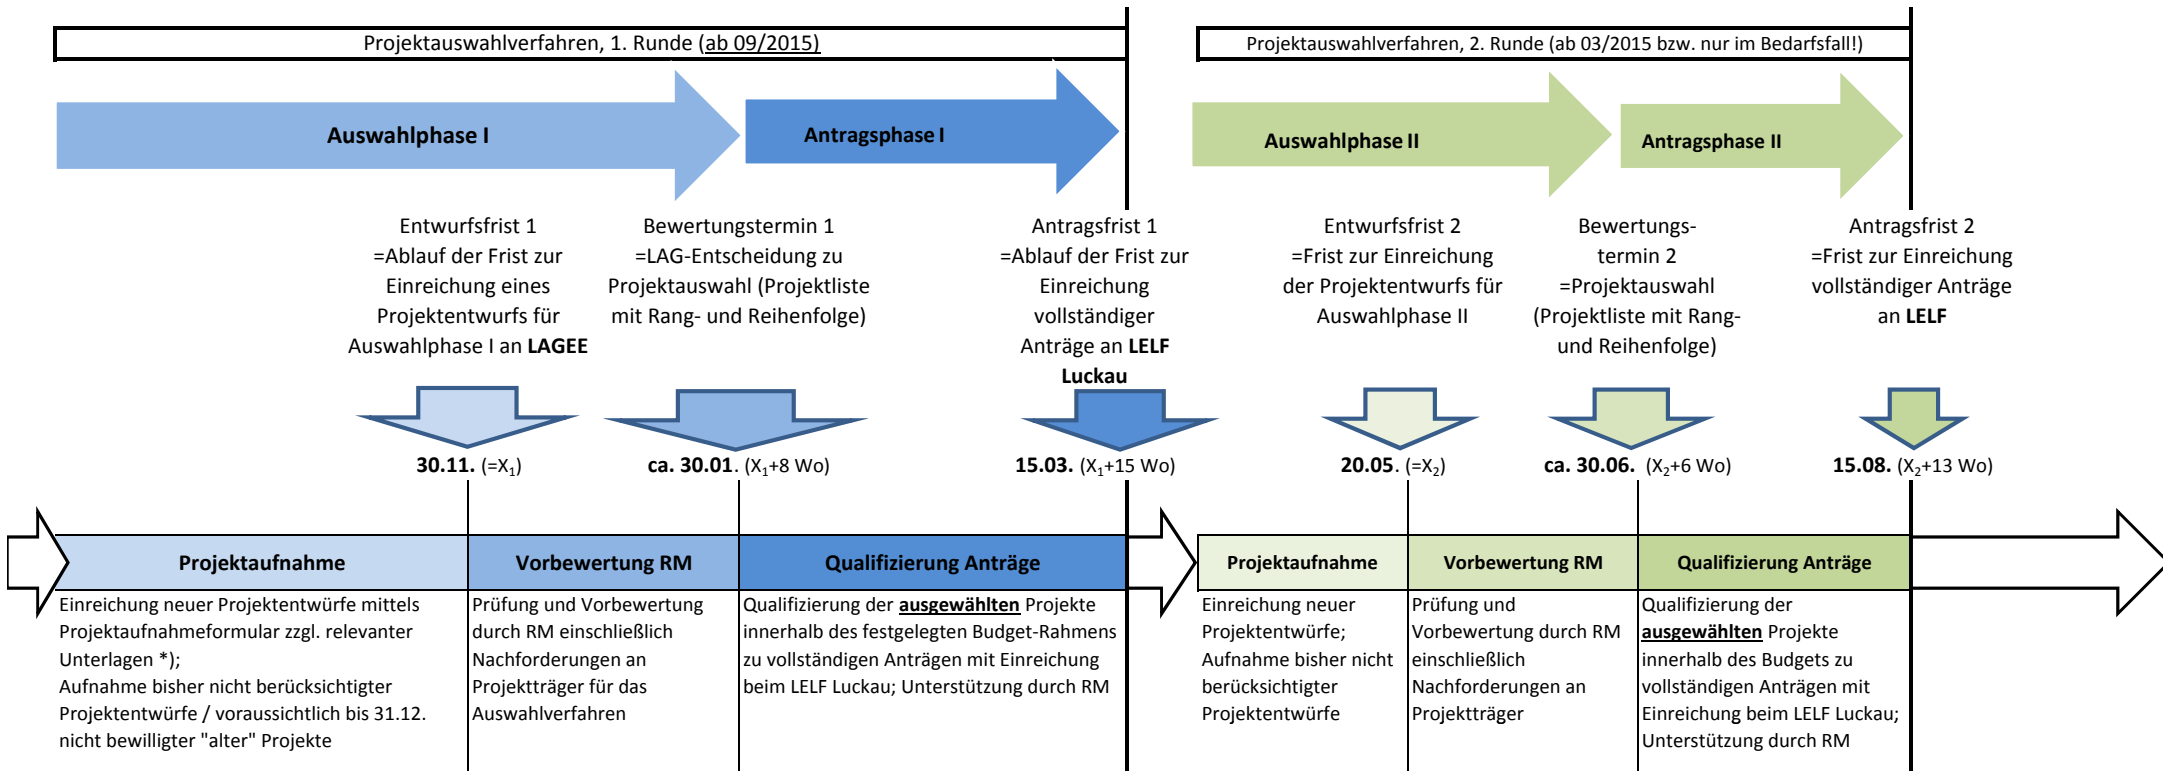 Projektauswahlverfahren, 1. Runde (ab 09/2015)
Projektauswahlverfahren, 2. Runde (ab 03/2015 bzw. nur im Bedarfsfall!)
Auswahlphase I
Antragsphase I
Auswahlphase II
Antragsphase II
Entwurfsfrist 1
=Ablauf der Frist zur
Einreichung eines
Projektentwurfs für
Auswahlphase I an LAGEE
Bewertungstermin 1
=LAG-Entscheidung zu
Projektauswahl (Projektliste
mit Rang- und Reihenfolge)
Antragsfrist 1
=Ablauf der Frist zur
Einreichung
vollständiger
Anträge an LELF
Luckau
Entwurfsfrist 2
=Frist zur Einreichung
der Projektentwurfs für
Auswahlphase II
Bewertungs-
termin 2
=Projektauswahl
(Projektliste mit Rang-
und Reihenfolge)
Antragsfrist 2
=Frist zur Einreichung
vollständiger Anträge
an LELF
30.11. (=X1)
ca. 30.01. (X1+8 Wo)
15.03. (X1+15 Wo)
20.05. (=X2)
ca. 30.06. (X2+6 Wo)
15.08. (X2+13 Wo)
Projektaufnahme
Vorbewertung RM
Qualifizierung Anträge
Projektaufnahme
Vorbewertung RM
Qualifizierung Anträge
Einreichung neuer Projektentwürfe mittels
Projektaufnahmeformular zzgl. relevanter
Unterlagen *);
Aufnahme bisher nicht berücksichtigter
Projektentwürfe / voraussichtlich bis 31.12.
nicht bewilligter "alter" Projekte
Prüfung und Vorbewertung
durch RM einschließlich
Nachforderungen an
Projektträger für das
Auswahlverfahren
Qualifizierung der ausgewählten Projekte
innerhalb des festgelegten Budget-Rahmens
zu vollständigen Anträgen mit Einreichung
beim LELF Luckau; Unterstützung durch RM
Einreichung neuer
Projektentwürfe;
Aufnahme bisher nicht
berücksichtigter
Projektentwürfe
Prüfung und
Vorbewertung durch RM
einschließlich
Nachforderungen an
Projektträger
Qualifizierung der
ausgewählten Projekte
innerhalb des Budgets zu
vollständigen Anträgen mit
Einreichung beim LELF Luckau;
Unterstützung durch RM